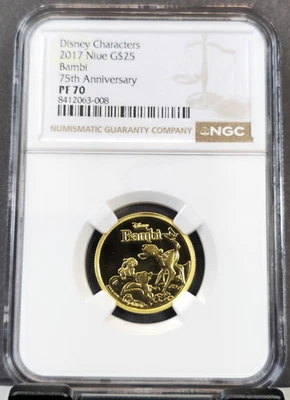 Disney Characters
2017 Niue G$25
Bambi
75th Anniversary
PF 70
8412063-008
NUMISMATIC GUARANTY COMPANY NGC
Disney
Bambi